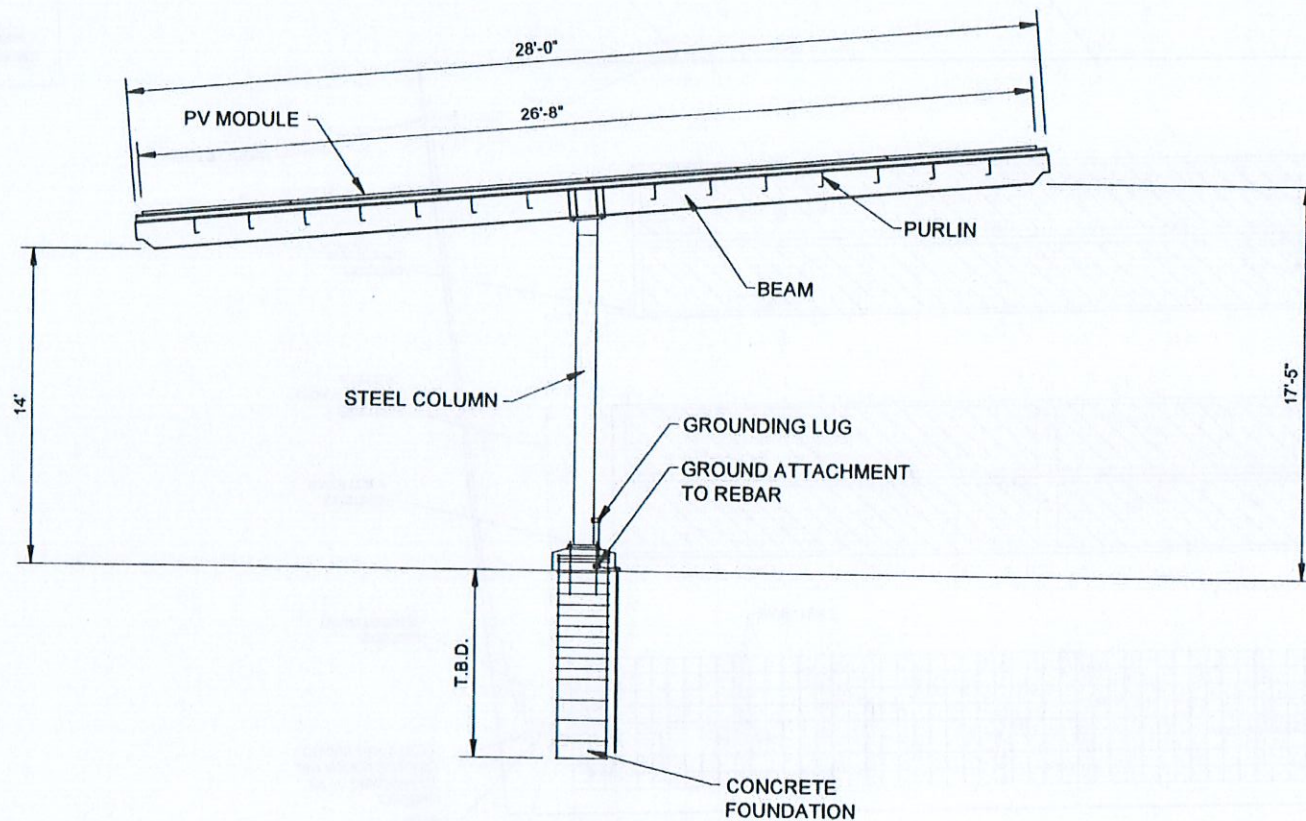 28'-0"
PV MODULE
26'-8"
PURLIN
BEAM
14'
17'-5"
STEEL COLUMN
GROUNDING LUG
GROUND ATTACHMENT
TO REBAR
T.B.D.
CONCRETE
FOUNDATION